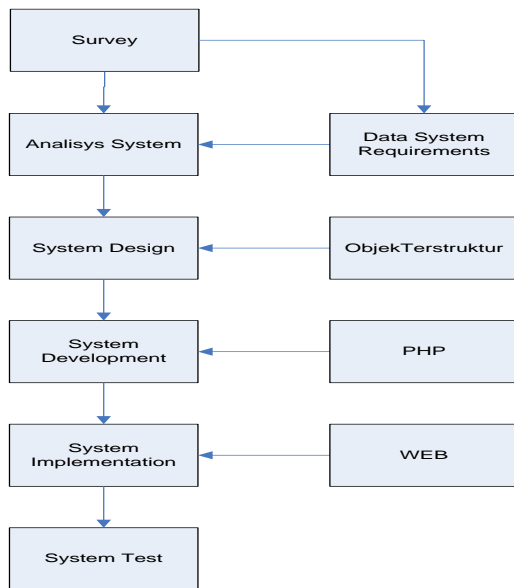 Survey
Analisys System
Data System
Requirements
System Design
ObjekTerstruktur
System
Development
PHP
System
Implementation
WEB
System Test